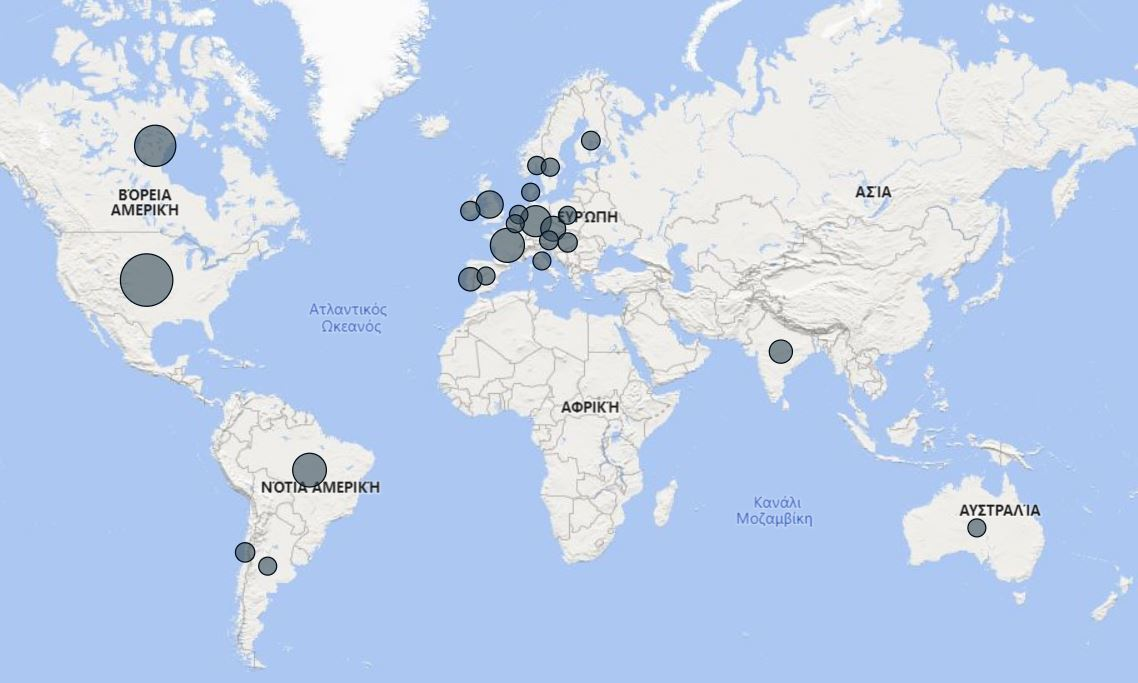 ΒΌΡΕΙΑ
ΑΜΕΡΙΚΉ
ΑΣΊΑ
ΕΥΡΏΠΗ
Ατλαντικός
Ωκεανός
ΑΦΡΙΚΉ
ΝΌΤΙΑ ΑΜΕΡΙΚΉ
Κανάλι
Μοζαμβίκη
ΑΥΣΤΡΑΛΊΑ